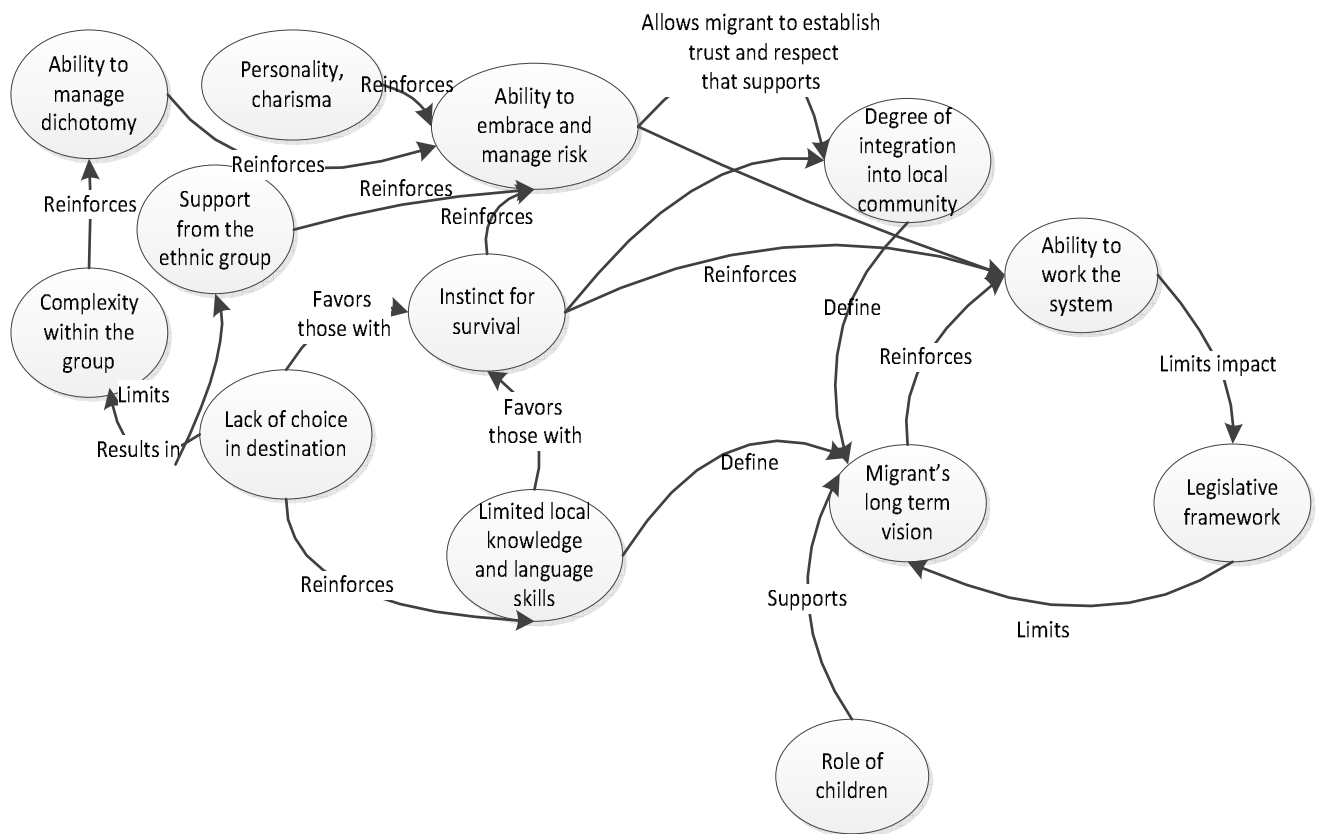 Allows migrant to establish
trust and respect
that supports
Ability to
manage
dichotomy
Personality,
charisma
Reinforces
Ability to
embrace and
manage risk
Degree of
integration
into local
community
Reinforces
Reinforces
Support
from the
ethnic group
Reinforces
Reinforces
Ability to
work the
system
Reinforces
Complexity
within the
group
Favors
those with
Instinct for
survival
Define
Reinforces
Limits impact
Limits
Results in
Lack of choice
in destination
Favors
those with
Define
Migrant's
long term
vision
Legislative
framework
Limited local
knowledge
and language
skills
Reinforces
Supports
Limits
Role of
children